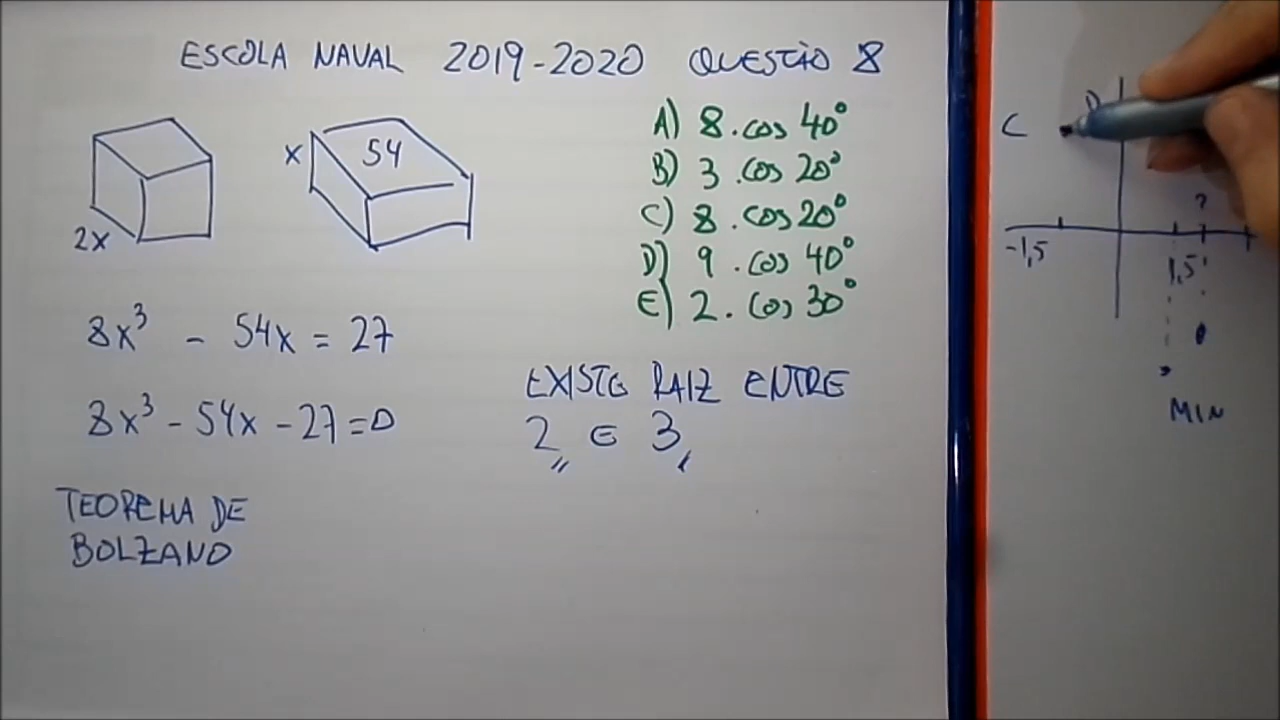 ESCOLA NAVAL 2019-2020 QUESTÃO 8
2x
x
54
8x³ - 54x = 27
8x³ - 54x - 27 = 0
TEOREMA DE
BOLZANO
A) 8 . cos 40°
B) 3 . cos 20°
C) 8 . cos 20°
D) 9 . cos 40°
E) 2 . cos 30°
EXISTE RAIZ ENTRE
2 E 3
C
D
?
-1,5
1,5
MIN